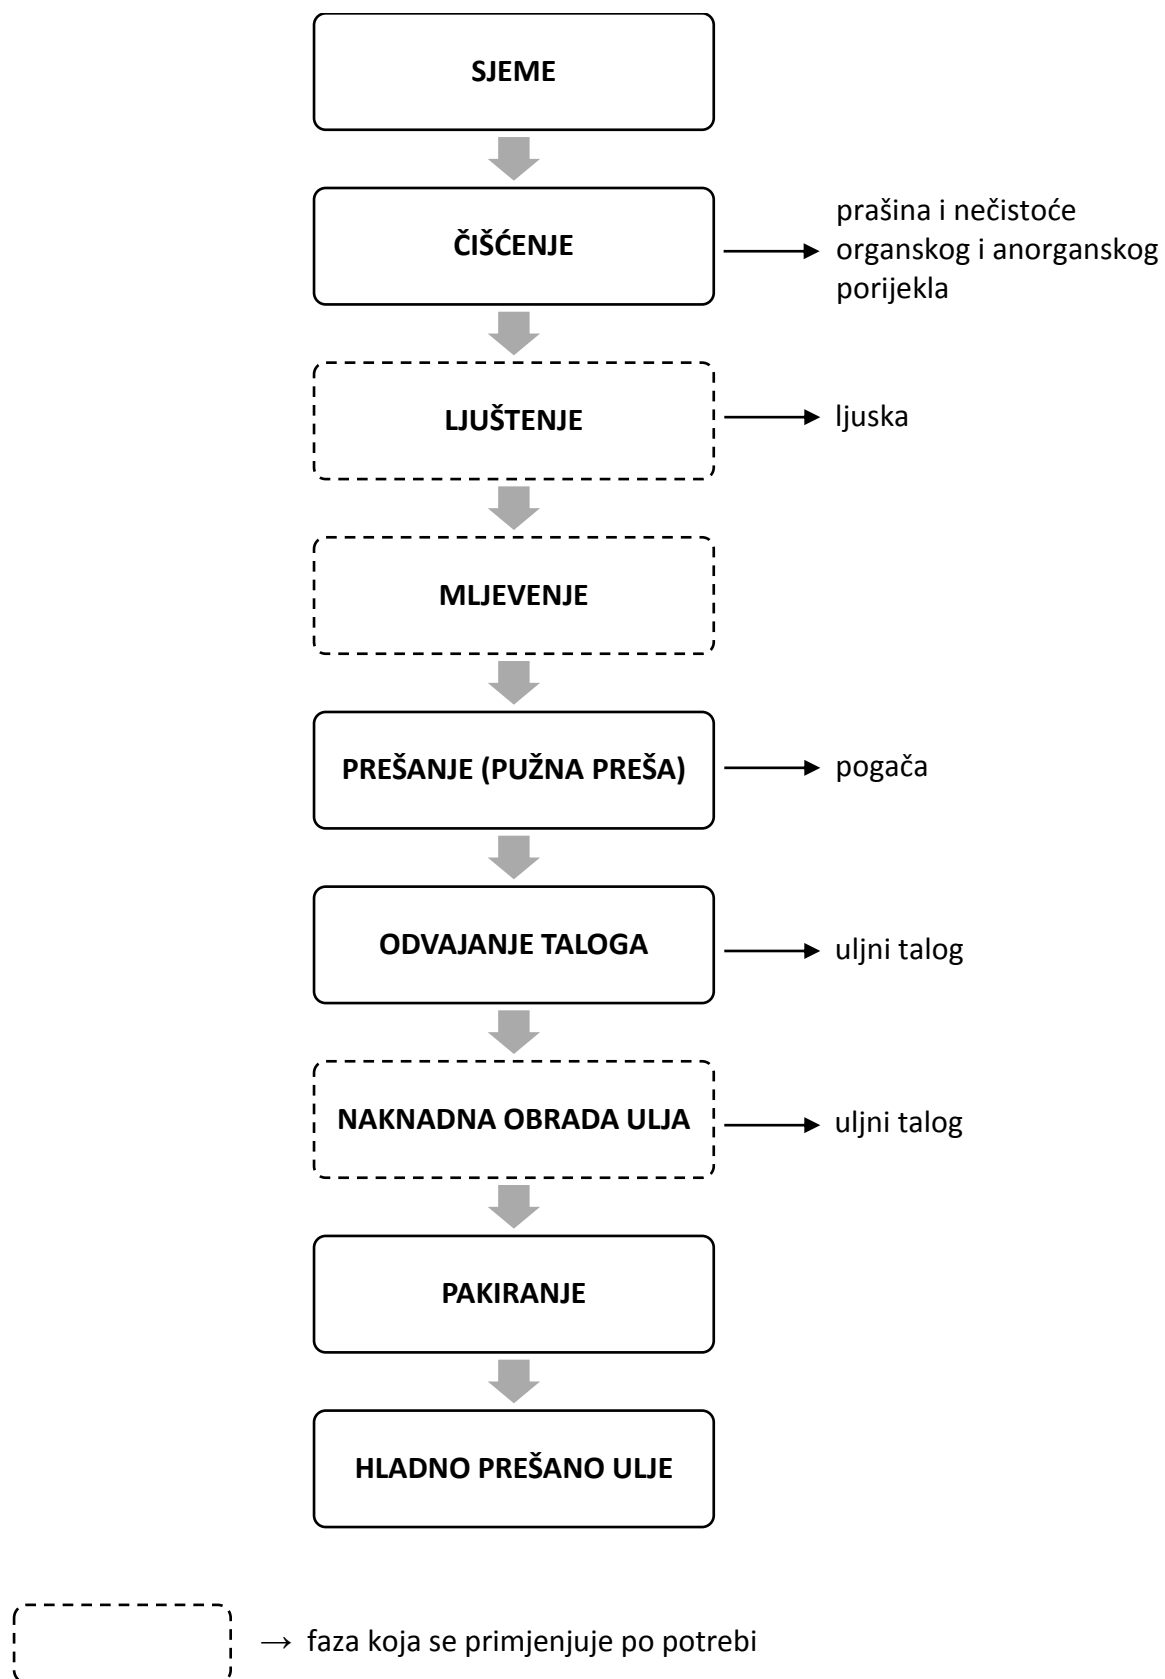 SJEME
ČIŠĆENJE
prašina i nečistoće
organskog i anorganskog
porijekla
LJUŠTENJE
ljuska
MLJEVENJE
PREŠANJE (PUŽNA PREŠA)
pogača
ODVAJANJE TALOGA
uljni talog
NAKNADNA OBRADA ULJA
uljni talog
PAKIRANJE
HLADNO PREŠANO ULJE
→ faza koja se primjenjuje po potrebi